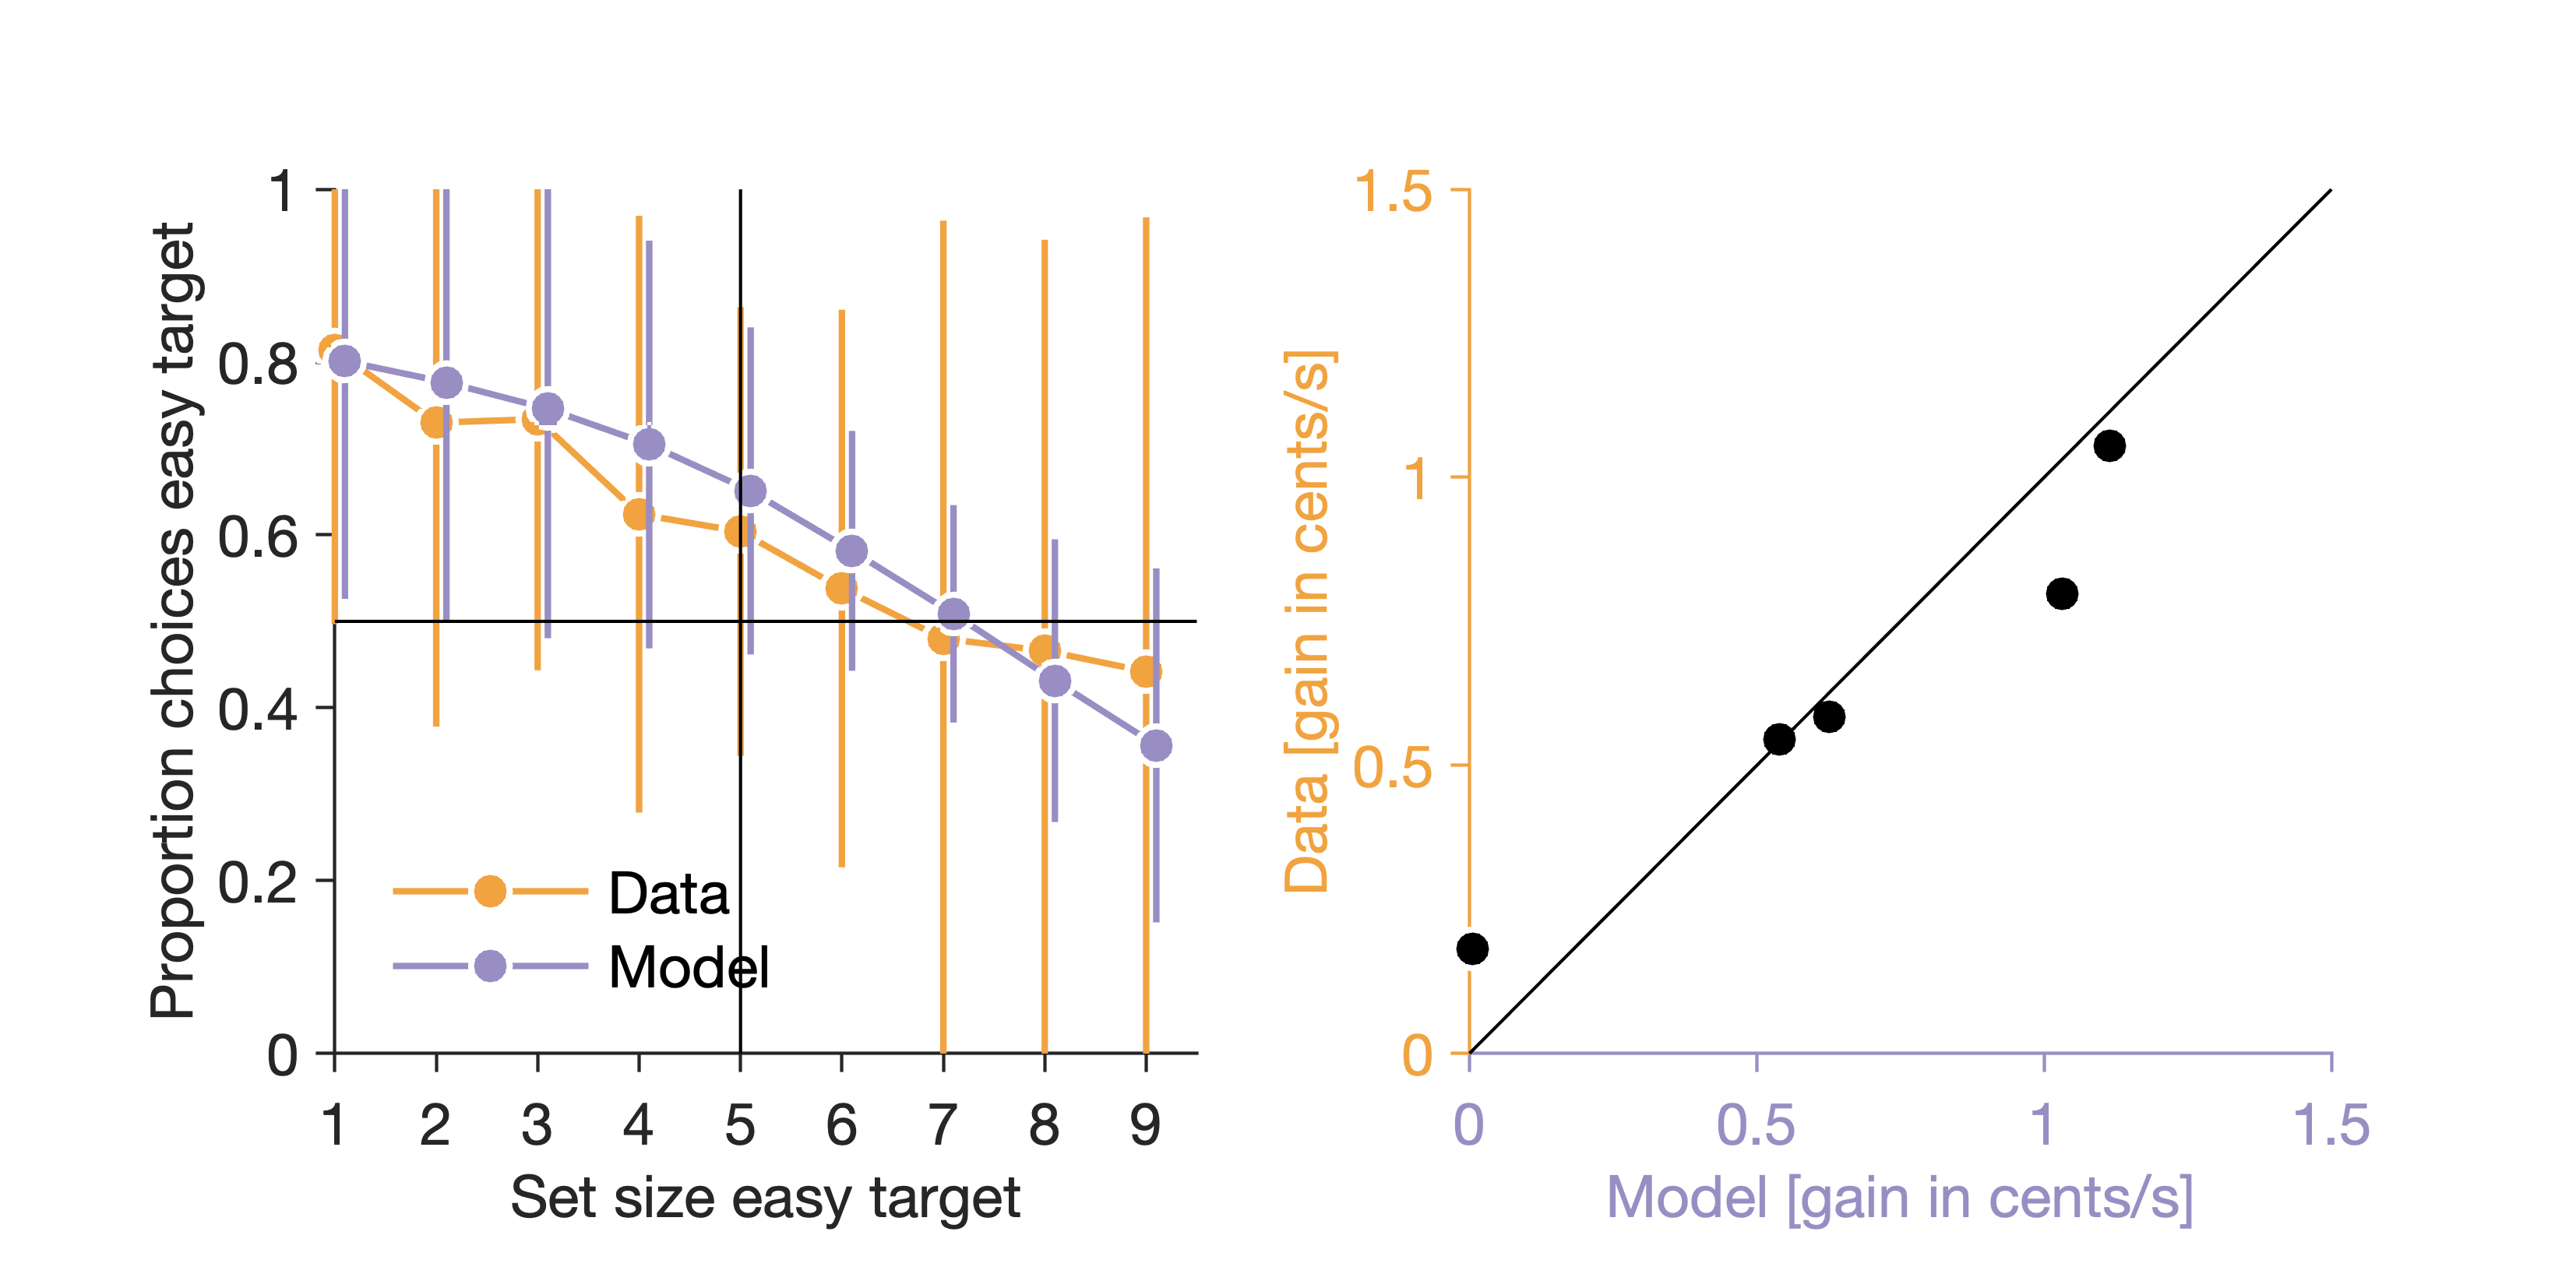 Proportion choices easy target
1
0.8
0.6
0.4
0.2
0
Data
Model
1 2 3 4 5 6 7 8 9
Set size easy target
Data [gain in cents/s]
1.5
1
0.5
0
0 0.5 1 1.5
Model [gain in cents/s]